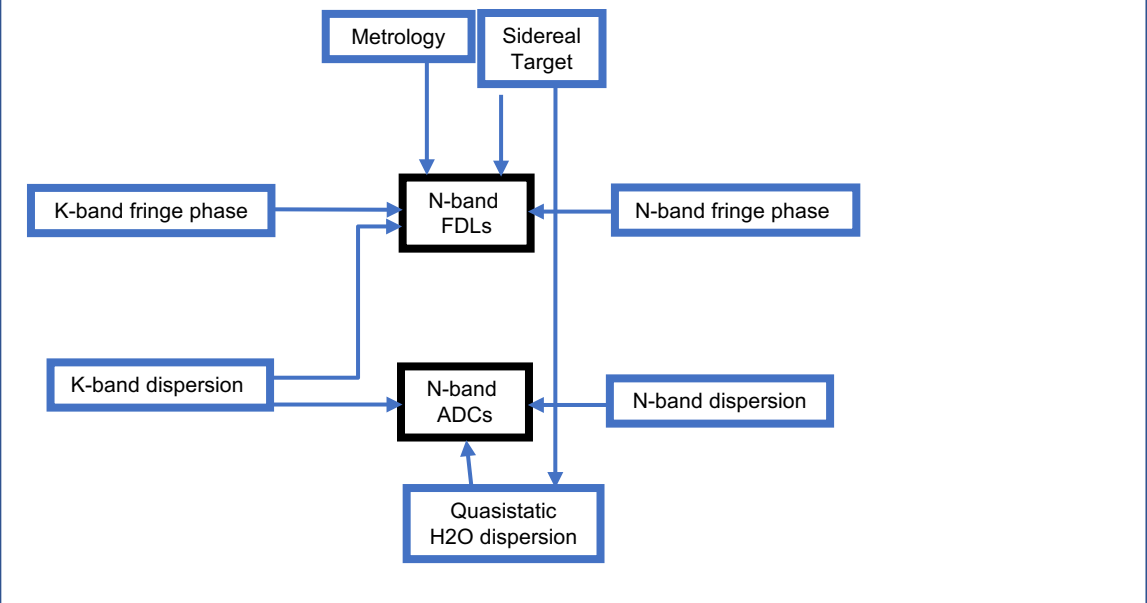 Metrology
Sidereal
Target
K-band fringe phase
N-band
FDLs
N-band fringe phase
K-band dispersion
N-band
ADCs
N-band dispersion
Quasistatic
H2O dispersion